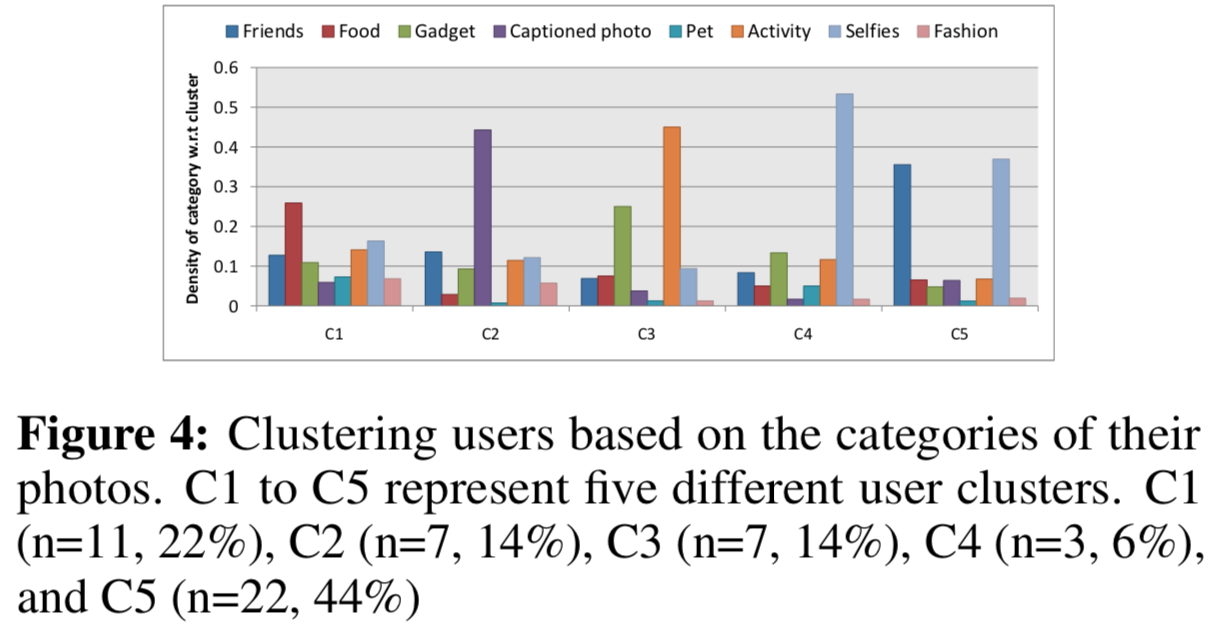 Friends Food Gadget Captioned photo Pet Activity Selfies Fashion
Density of category w.r.t cluster
0.6
0.5
0.4
0.3
0.2
0.1
0
C1 C2 C3 C4 C5
Figure 4: Clustering users based on the categories of their
photos. C1 to C5 represent five different user clusters. C1
(n=11, 22%), C2 (n=7, 14%), C3 (n=7, 14%), C4 (n=3, 6%),
and C5 (n=22, 44%)